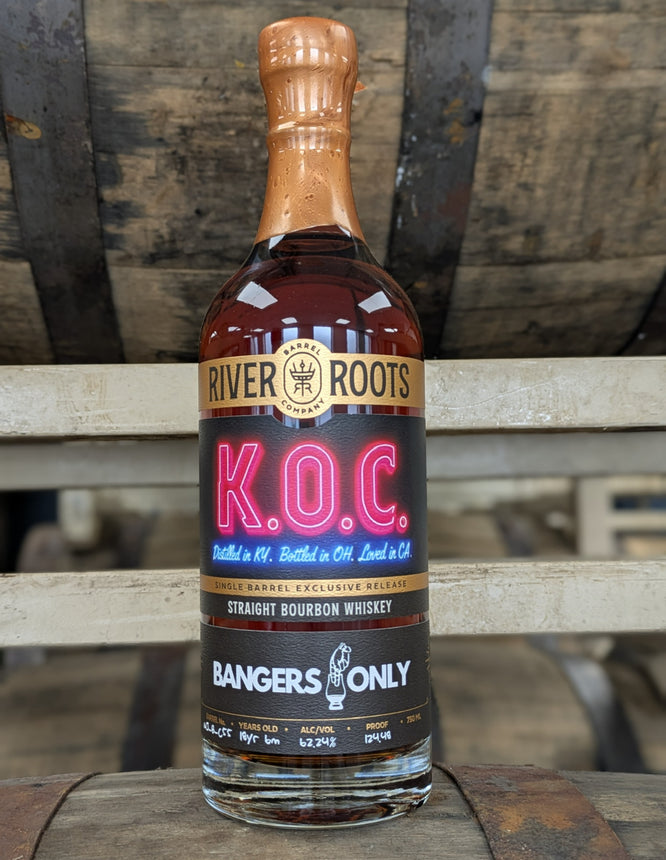 RIVER BARREL COMPANY ROOTS
K.O.C.
Distilled in KY. Bottled in OH. Loved in CA.
SINGLE BARREL EXCLUSIVE RELEASE
STRAIGHT BOURBON WHISKEY
BANGERS ONLY
YEARS OLD • ALC/VOL • PROOF • 750 ML
18yr 6m 62.24% 124.48